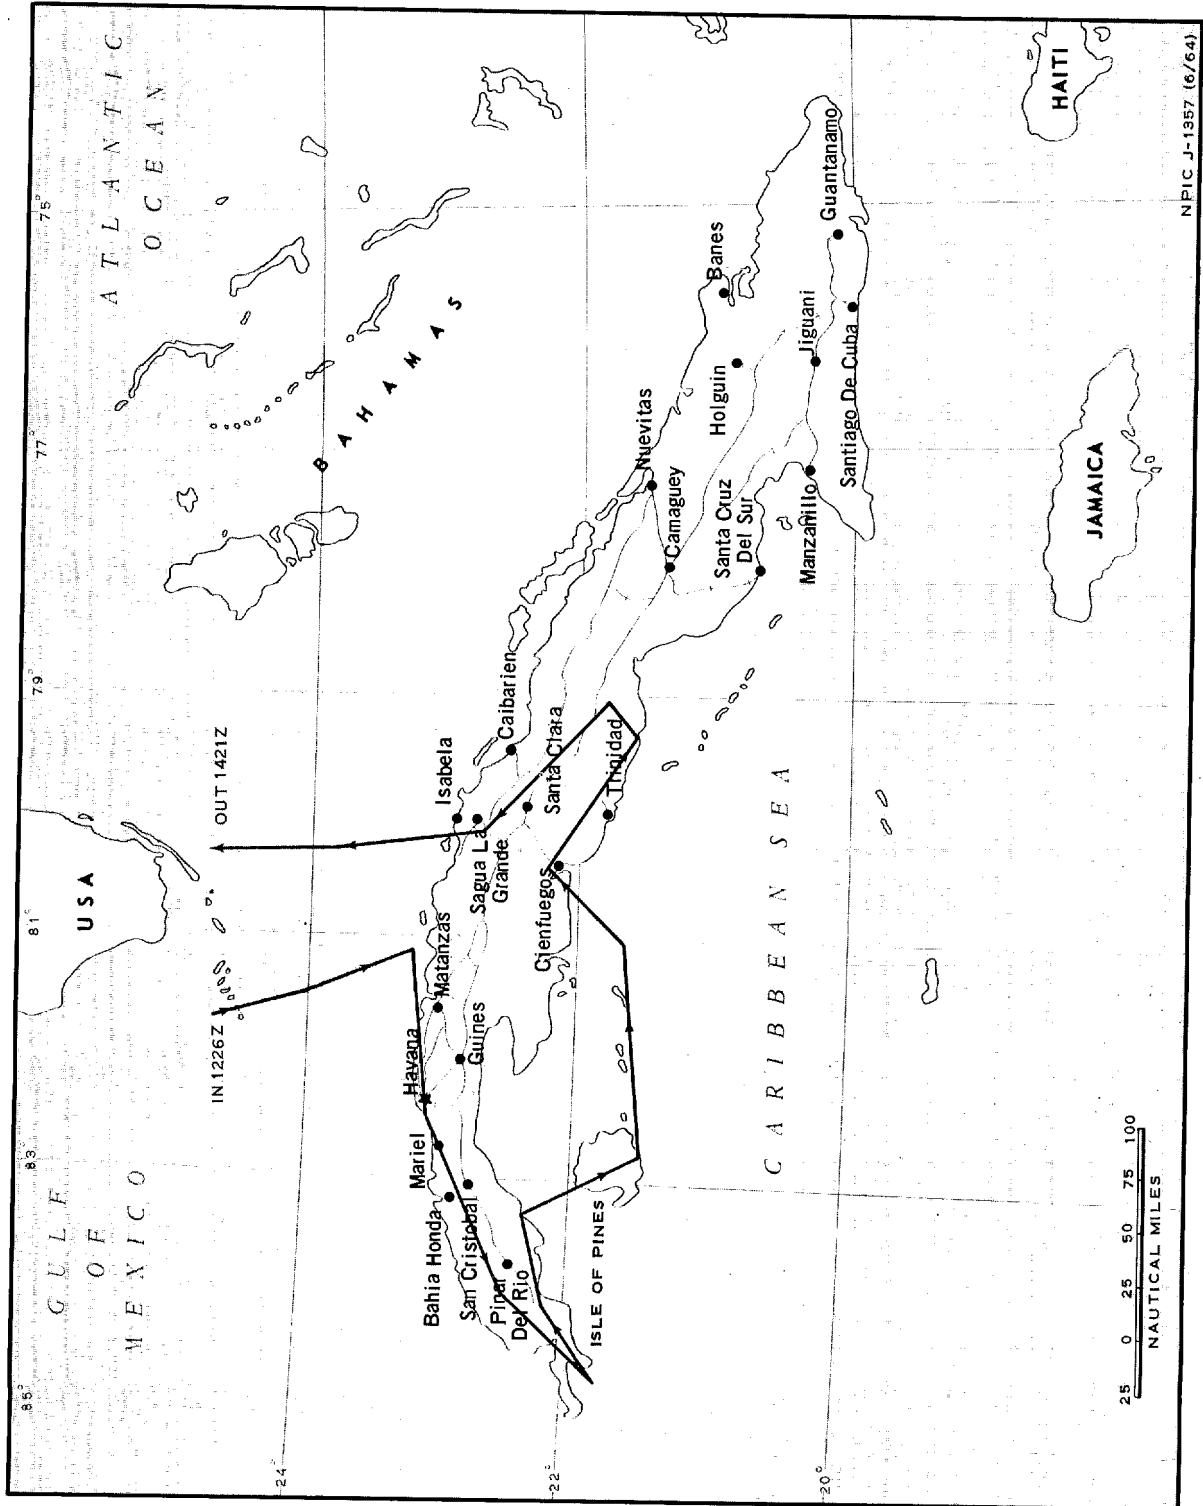 GULF
OF
MEXICO
USA
ATLANTIC
OCEAN
BAHAMAS
85°
83°
81°
79°
77°
75°
24°
22°
20°
IN 1226Z
OUT 1421Z
Havana
Matanzas
Guines
Mariel
Bahia Honda
San Cristobal
Pinar
Del Rio
ISLE OF PINES
Isabela
Sagua La
Grande
Caibarien
Santa Clara
Cienfuegos
Trinidad
Nuevitas
Camaguey
Santa Cruz
Del Sur
Holguin
Banes
Manzanillo
Jiguani
Santiago De Cuba
Guantanamo
CARIBBEAN SEA
JAMAICA
HAITI
25 0 25 50 75 100
NAUTICAL MILES
NPIC J-1357 (6/64)